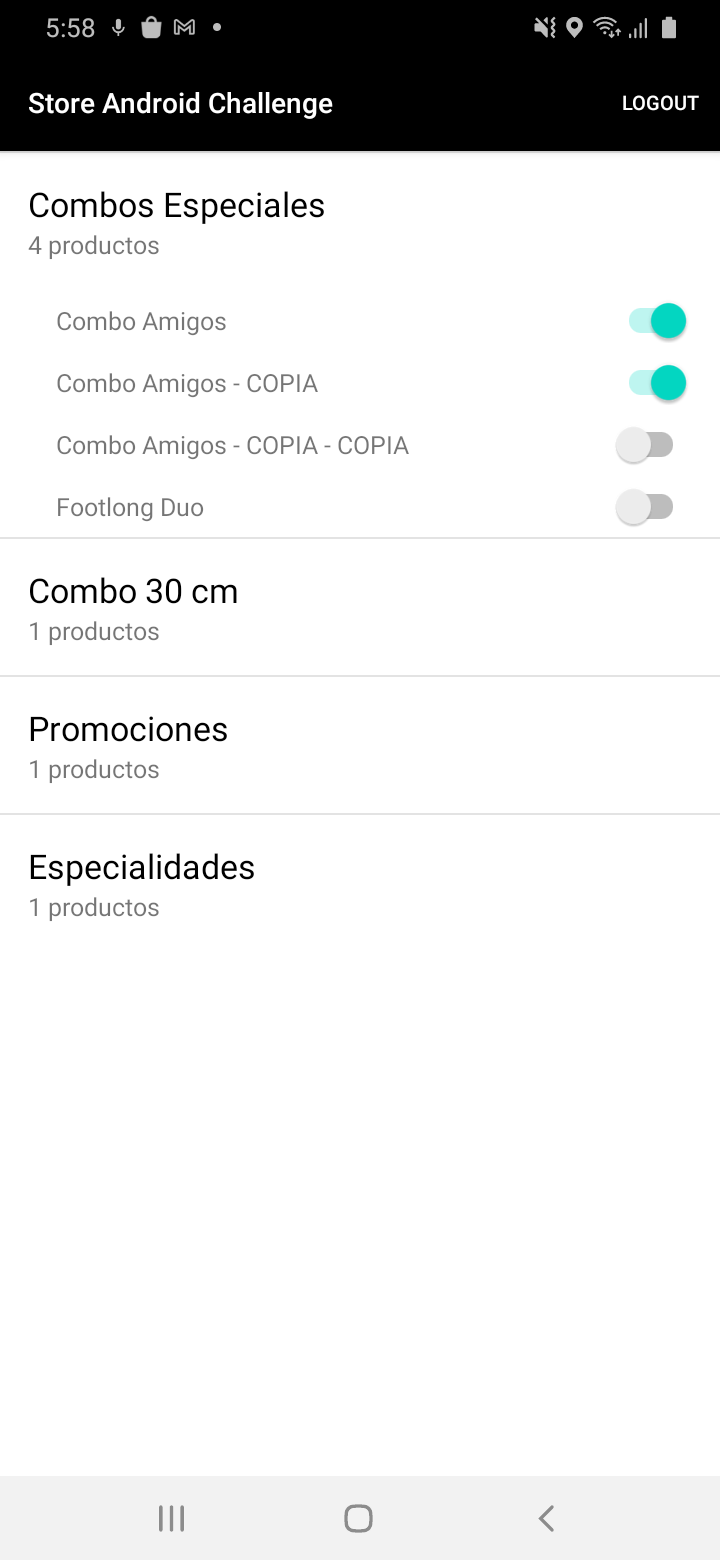 5:58
Store Android Challenge LOGOUT
Combos Especiales
4 productos
Combo Amigos
Combo Amigos - COPIA
Combo Amigos - COPIA - COPIA
Footlong Duo
Combo 30 cm
1 productos
Promociones
1 productos
Especialidades
1 productos